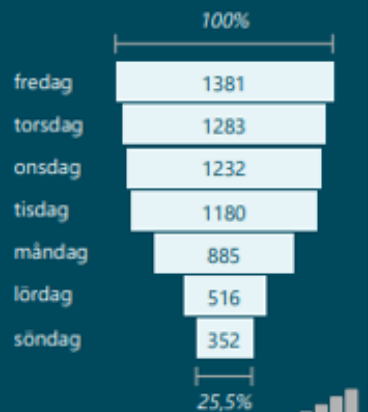 100%
fredag 1381
torsdag 1283
onsdag 1232
tisdag 1180
måndag 885
lördag 516
söndag 352
25,5%